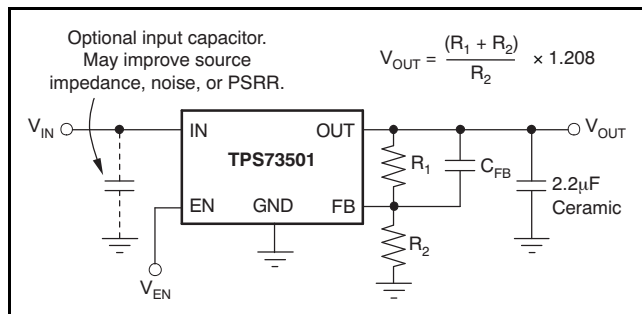 Optional input capacitor.
May improve source
impedance, noise, or PSRR.
V_OUT = (R_1 + R_2) / R_2 × 1.208
V_IN
IN
OUT
V_OUT
TPS73501
R_1
C_FB
2.2μF
Ceramic
EN
GND
FB
R_2
V_EN